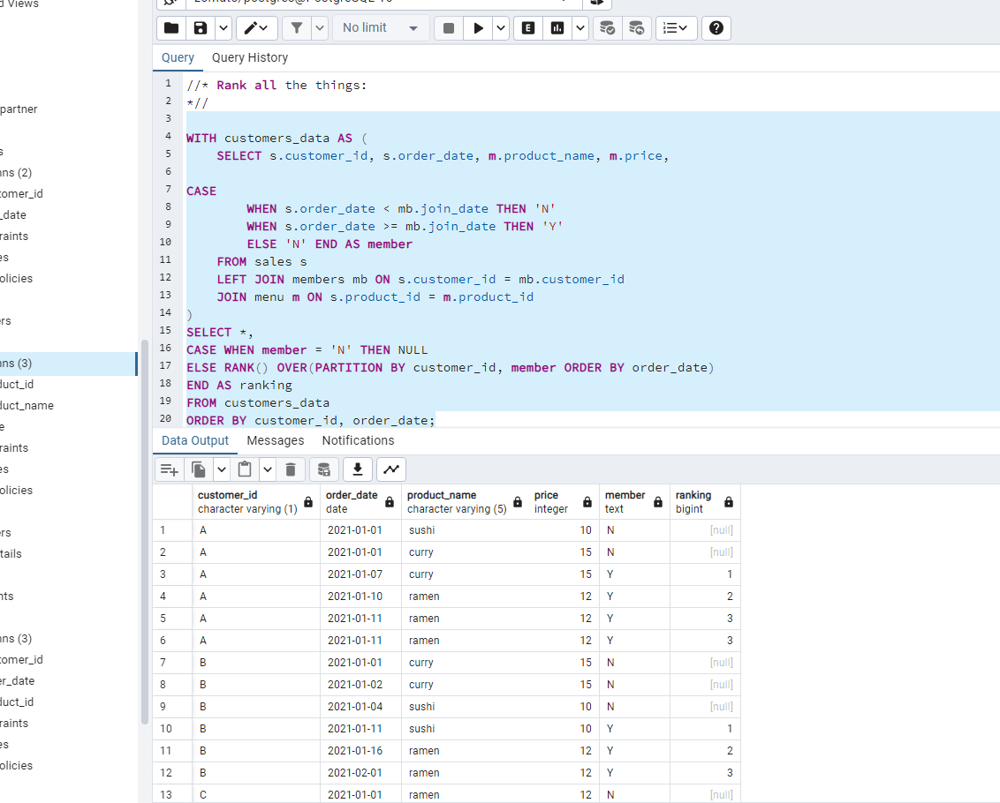 d Views
No limit
Query Query History
partner
s
ns (2)
tomer_id
_date
raints
es
olicies
ers
ns (3)
duct_id
duct_name
e
raints
es
olicies
ers
tails
nts
ns (3)
tomer_id
er_date
duct_id
raints
es
olicies
1 //* Rank all the things:
2 *//
3
4 WITH customers_data AS (
5 SELECT s.customer_id, s.order_date, m.product_name, m.price,
6
7 CASE
8 WHEN s.order_date < mb.join_date THEN 'N'
9 WHEN s.order_date >= mb.join_date THEN 'Y'
10 ELSE 'N' END AS member
11 FROM sales s
12 LEFT JOIN members mb ON s.customer_id = mb.customer_id
13 JOIN menu m ON s.product_id = m.product_id
14 )
15 SELECT *,
16 CASE WHEN member = 'N' THEN NULL
17 ELSE RANK() OVER(PARTITION BY customer_id, member ORDER BY order_date)
18 END AS ranking
19 FROM customers_data
20 ORDER BY customer_id, order_date;
Data Output Messages Notifications
customer_id order_date product_name price member ranking
character varying (1) date character varying (5) integer text bigint
1 A 2021-01-01 sushi 10 N [null]
2 A 2021-01-01 curry 15 N [null]
3 A 2021-01-07 curry 15 Y 1
4 A 2021-01-10 ramen 12 Y 2
5 A 2021-01-11 ramen 12 Y 3
6 A 2021-01-11 ramen 12 Y 3
7 B 2021-01-01 curry 15 N [null]
8 B 2021-01-02 curry 15 N [null]
9 B 2021-01-04 sushi 10 N [null]
10 B 2021-01-11 sushi 10 Y 1
11 B 2021-01-16 ramen 12 Y 2
12 B 2021-02-01 ramen 12 Y 3
13 C 2021-01-01 ramen 12 N [null]